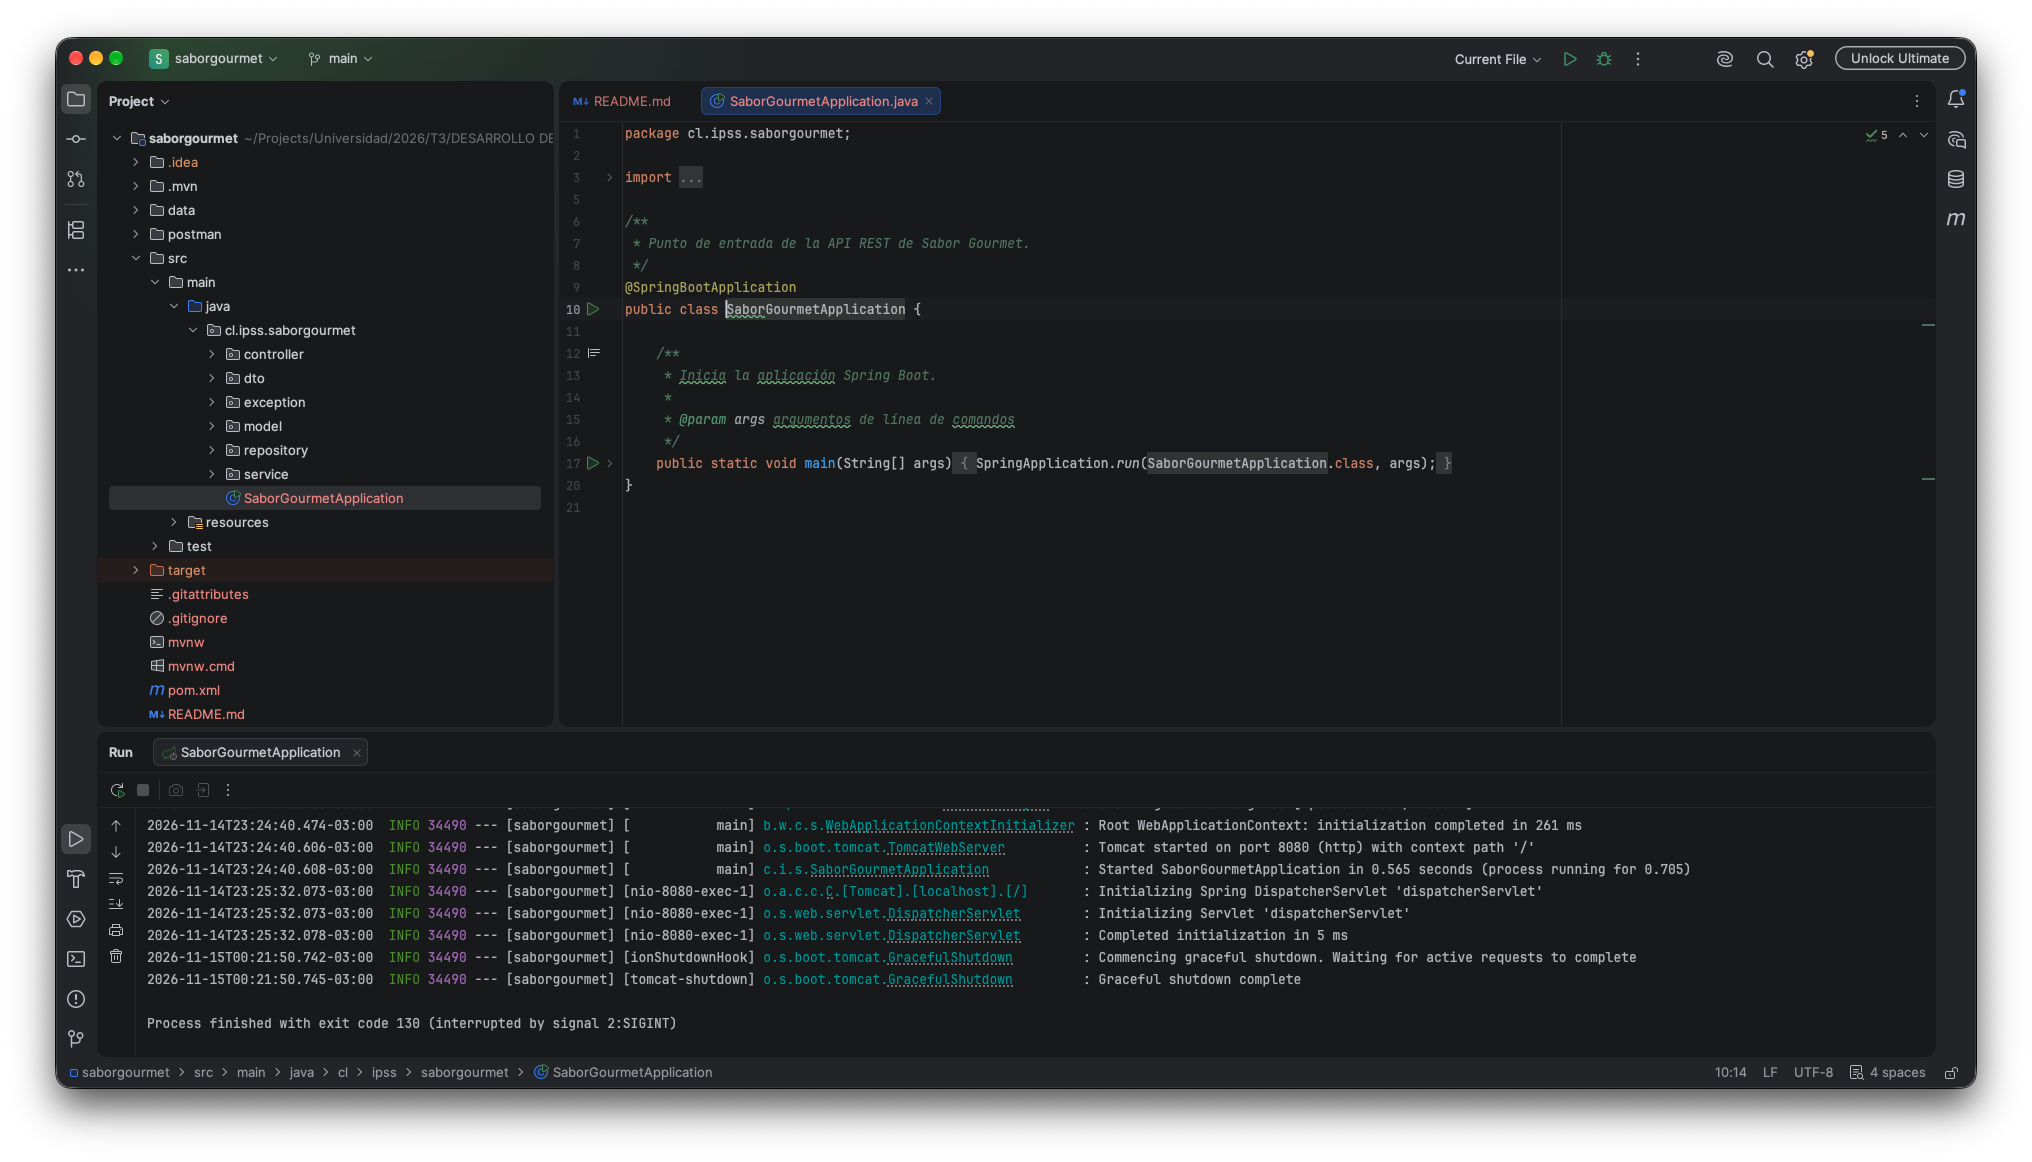 S saborgourmet main Current File Unlock Ultimate
Project
saborgourmet ~/Projects/Universidad/2026/T3/DESARROLLO DE
.idea
.mvn
data
postman
src
main
java
cl.ipss.saborgourmet
controller
dto
exception
model
repository
service
SaborGourmetApplication
resources
test
target
.gitattributes
.gitignore
mvnw
mvnw.cmd
m pom.xml
M↓ README.md
M↓ README.md SaborGourmetApplication.java
5
1 package cl.ipss.saborgourmet;
2
3 import ...
5
6 /**
7 * Punto de entrada de la API REST de Sabor Gourmet.
8 */
9 @SpringBootApplication
10 public class SaborGourmetApplication {
11
12 /**
13 * Inicia la aplicación Spring Boot.
14 *
15 * @param args argumentos de línea de comandos
16 */
17 public static void main(String[] args) { SpringApplication.run(SaborGourmetApplication.class, args); }
20 }
21
m
Run SaborGourmetApplication
2026-11-14T23:24:40.474-03:00 INFO 34490 --- [saborgourmet] [ main] b.w.c.s.WebApplicationContextInitializer : Root WebApplicationContext: initialization completed in 261 ms
2026-11-14T23:24:40.606-03:00 INFO 34490 --- [saborgourmet] [ main] o.s.boot.tomcat.TomcatWebServer : Tomcat started on port 8080 (http) with context path '/'
2026-11-14T23:24:40.608-03:00 INFO 34490 --- [saborgourmet] [ main] c.i.s.SaborGourmetApplication : Started SaborGourmetApplication in 0.565 seconds (process running for 0.705)
2026-11-14T23:25:32.073-03:00 INFO 34490 --- [saborgourmet] [nio-8080-exec-1] o.a.c.c.C.[Tomcat].[localhost].[/] : Initializing Spring DispatcherServlet 'dispatcherServlet'
2026-11-14T23:25:32.073-03:00 INFO 34490 --- [saborgourmet] [nio-8080-exec-1] o.s.web.servlet.DispatcherServlet : Initializing Servlet 'dispatcherServlet'
2026-11-14T23:25:32.078-03:00 INFO 34490 --- [saborgourmet] [nio-8080-exec-1] o.s.web.servlet.DispatcherServlet : Completed initialization in 5 ms
2026-11-15T00:21:50.742-03:00 INFO 34490 --- [saborgourmet] [ionShutdownHook] o.s.boot.tomcat.GracefulShutdown : Commencing graceful shutdown. Waiting for active requests to complete
2026-11-15T00:21:50.745-03:00 INFO 34490 --- [saborgourmet] [tomcat-shutdown] o.s.boot.tomcat.GracefulShutdown : Graceful shutdown complete
Process finished with exit code 130 (interrupted by signal 2:SIGINT)
saborgourmet > src > main > java > cl > ipss > saborgourmet > SaborGourmetApplication 10:14 LF UTF-8 4 spaces